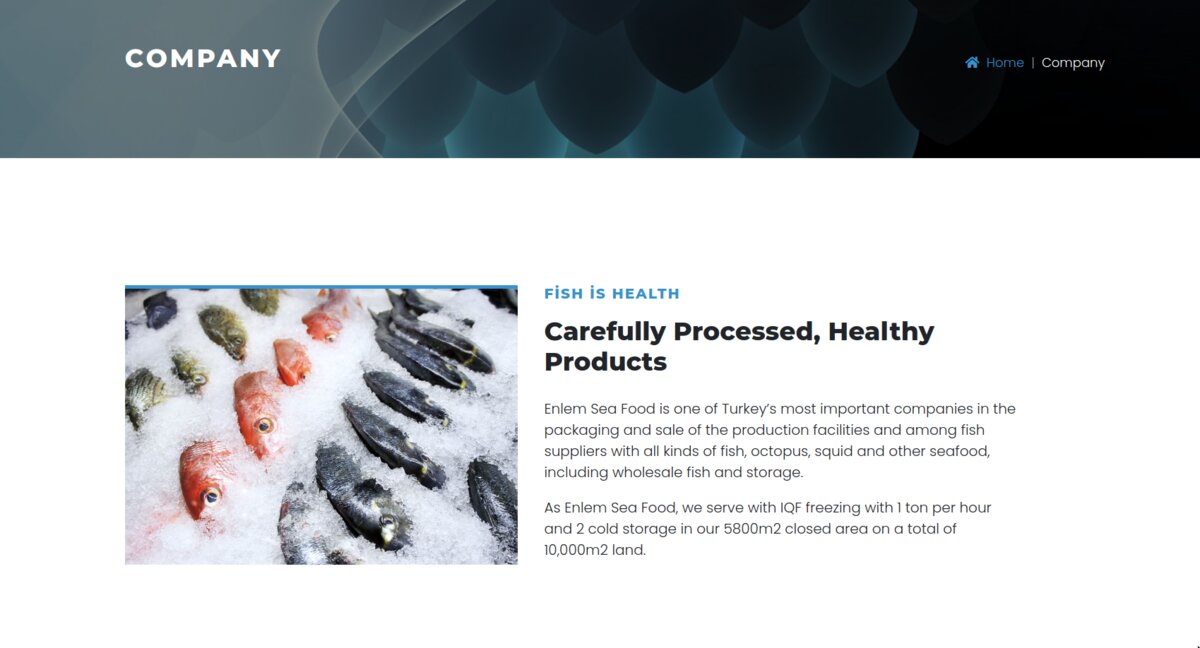 COMPANY
Home | Company
FİSH İS HEALTH
Carefully Processed, Healthy
Products
Enlem Sea Food is one of Turkey’s most important companies in the
packaging and sale of the production facilities and among fish
suppliers with all kinds of fish, octopus, squid and other seafood,
including wholesale fish and storage.
As Enlem Sea Food, we serve with IQF freezing with 1 ton per hour
and 2 cold storage in our 5800m2 closed area on a total of
10,000m2 land.